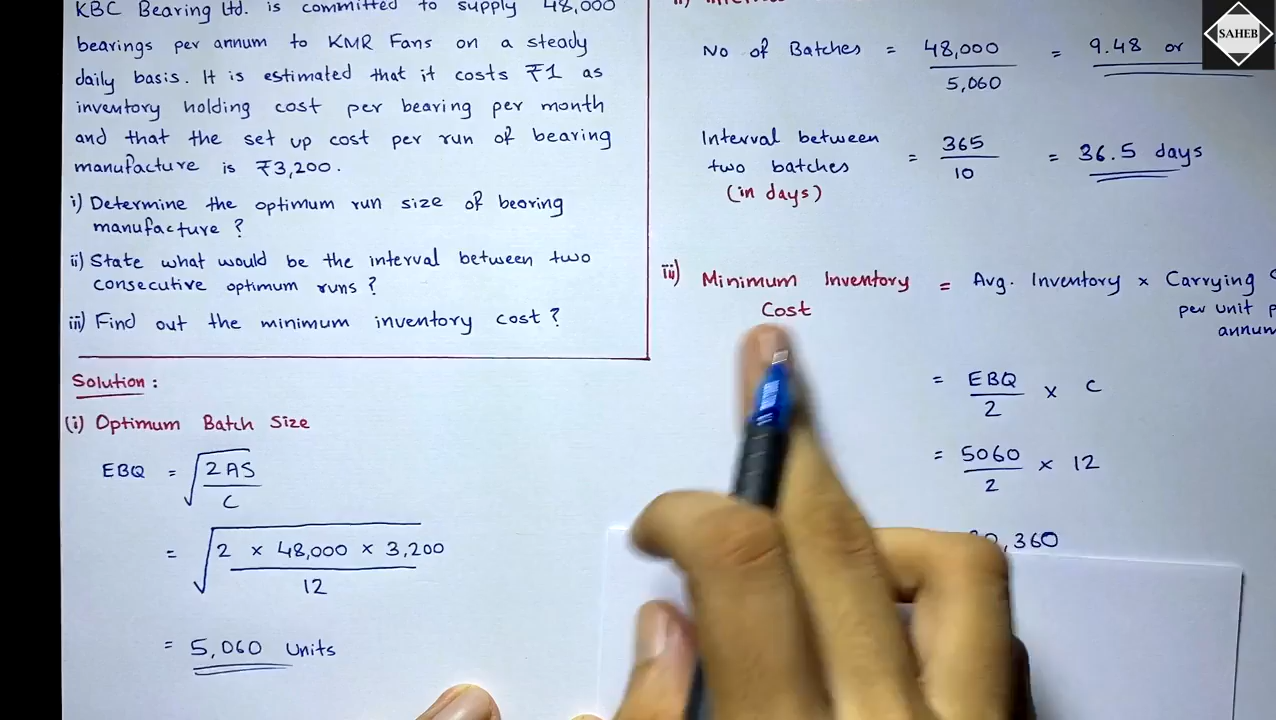 KBC Bearing Ltd. is committed to supply 48,000
bearings per annum to KMR Fans on a steady
daily basis. It is estimated that it costs ₹1 as
inventory holding cost per bearing per month
and that the set up cost per run of bearing
manufacture is ₹3,200.
i) Determine the optimum run size of bearing
manufacture ?
ii) State what would be the interval between two
consecutive optimum runs ?
iii) Find out the minimum inventory cost ?
Solution :
(i) Optimum Batch Size
EBQ = √2AS
C
= √2 × 48,000 × 3,200
12
= 5,060 Units
SAHEB
No of Batches = 48,000 = 9.48 or
5,060
Interval between
two batches = 365 = 36.5 days
10
(in days)
iii) Minimum Inventory = Avg. Inventory × Carrying
Cost
per unit
annum
= EBQ × C
2
= 5060 × 12
2
,360